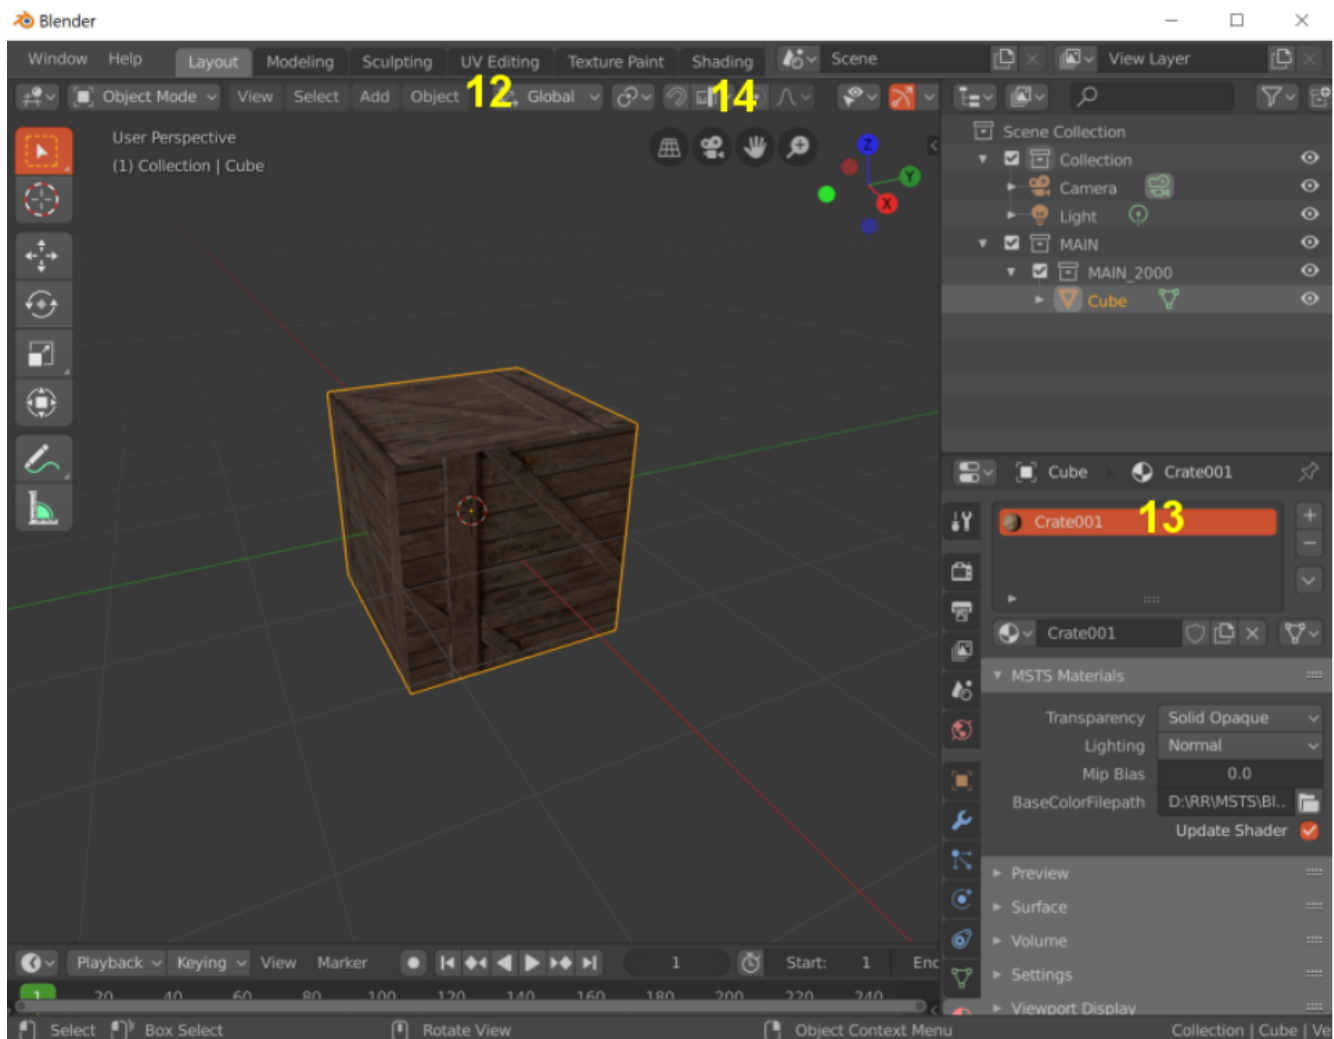 Blender
Window Help Layout Modeling Sculpting UV Editing Texture Paint Shading Scene View Layer
Object Mode View Select Add Object 12 Global 14
User Perspective
(1) Collection | Cube
Z
Y
X
Scene Collection
Collection
Camera
Light
MAIN
MAIN_2000
Cube
Cube Crate001
Crate001 13
Crate001
MSTS Materials
Transparency Solid Opaque
Lighting Normal
Mip Bias 0.0
BaseColorFilepath D:\RR\MSTS\Bl..
Update Shader
Preview
Surface
Volume
Settings
Viewport Display
Playback Keying View Marker 1 Start: 1 End
1 20 40 60 80 100 120 140 160 180 200 220 240
Select Box Select Rotate View Object Context Menu Collection | Cube | Ve